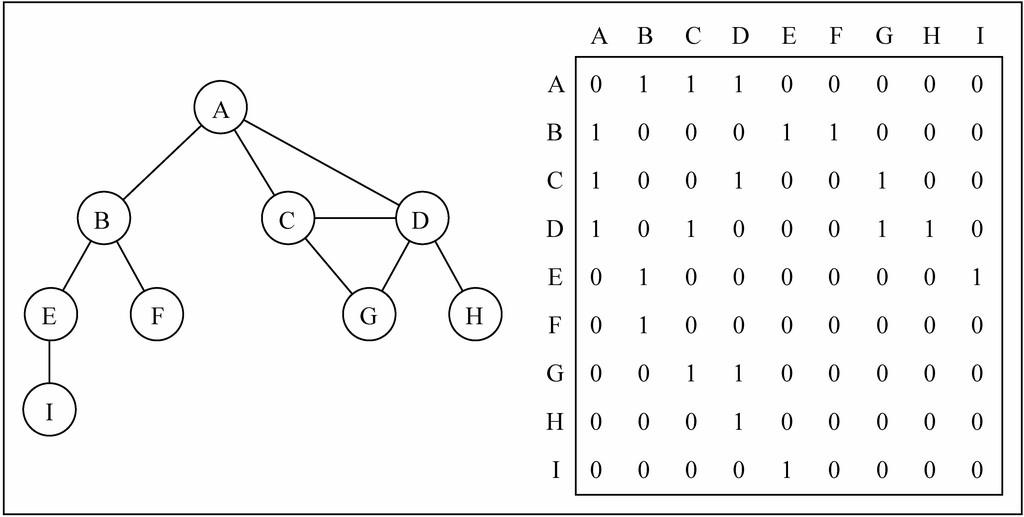 A
B C D
E F G H
I
A B C D E F G H I
A 0 1 1 1 0 0 0 0 0
B 1 0 0 0 1 1 0 0 0
C 1 0 0 1 0 0 1 0 0
D 1 0 1 0 0 0 1 1 0
E 0 1 0 0 0 0 0 0 1
F 0 1 0 0 0 0 0 0 0
G 0 0 1 1 0 0 0 0 0
H 0 0 0 1 0 0 0 0 0
I 0 0 0 0 1 0 0 0 0